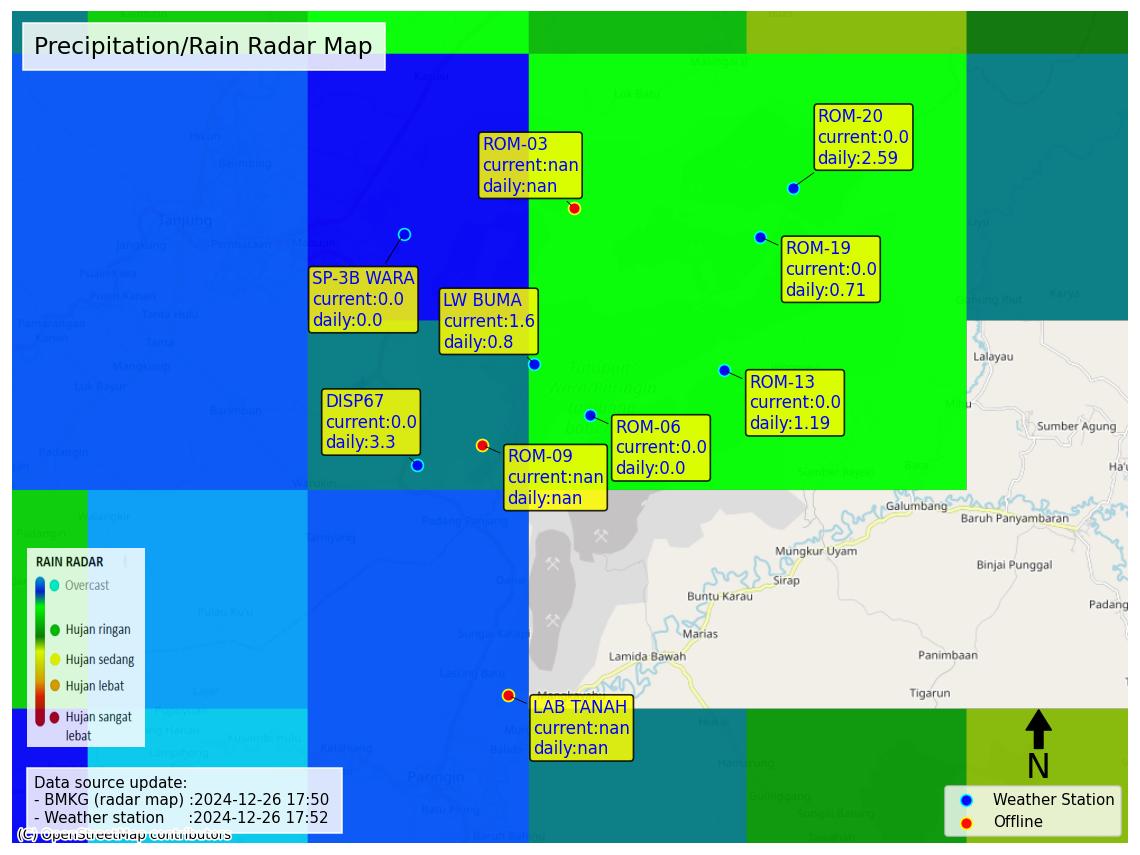 Precipitation/Rain Radar Map
ROM-20
current:0.0
daily:2.59
ROM-03
current:nan
daily:nan
ROM-19
current:0.0
daily:0.71
SP-3B WARA
current:0.0
daily:0.0
LW BUMA
current:1.6
daily:0.8
ROM-13
current:0.0
daily:1.19
DISP67
current:0.0
daily:3.3
ROM-06
current:0.0
daily:0.0
ROM-09
current:nan
daily:nan
LAB TANAH
current:nan
daily:nan
Tanjung
Lok Batu
Lalayau
Sumber Agung
Galumbang
Baruh Panyambaran
Mungkur Uyam
Binjai Punggal
Sirap
Buntu Karau
Padang
Marias
Lamida Bawah
Panimbaan
Tigarun
Warukin
Padang Panjang
Paringin
RAIN RADAR
Overcast
Hujan ringan
Hujan sedang
Hujan lebat
Hujan sangat
lebat
Data source update:
- BMKG (radar map) :2024-12-26 17:50
- Weather station :2024-12-26 17:52
(C) OpenStreetMap contributors
N
Weather Station
Offline